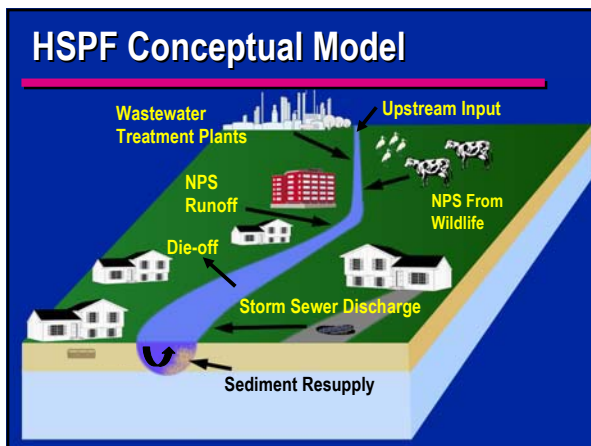 HSPF Conceptual Model
Wastewater
Treatment Plants
Upstream Input
NPS
Runoff
NPS From
Wildlife
Die-off
Storm Sewer Discharge
Sediment Resupply